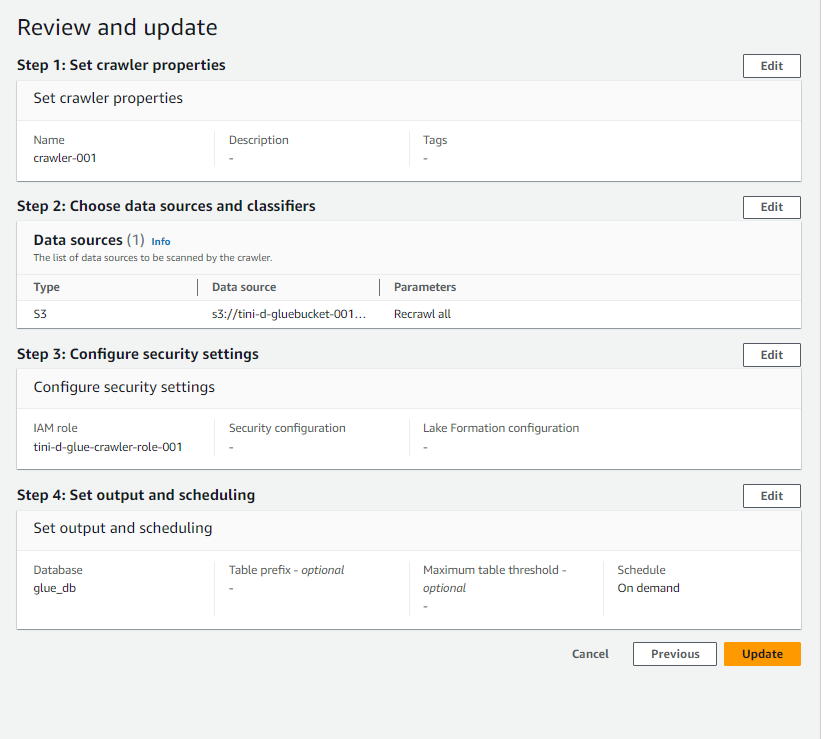 Review and update
Step 1: Set crawler properties
Edit
Set crawler properties
Name
Description
Tags
crawler-001
-
-
Step 2: Choose data sources and classifiers
Edit
Data sources (1) Info
The list of data sources to be scanned by the crawler.
Type
Data source
Parameters
S3
s3://tini-d-gluebucket-001...
Recrawl all
Step 3: Configure security settings
Edit
Configure security settings
IAM role
Security configuration
Lake Formation configuration
tini-d-glue-crawler-role-001
-
-
Step 4: Set output and scheduling
Edit
Set output and scheduling
Database
glue_db
Table prefix - optional
-
Maximum table threshold -
optional
-
Schedule
On demand
Cancel
Previous
Update